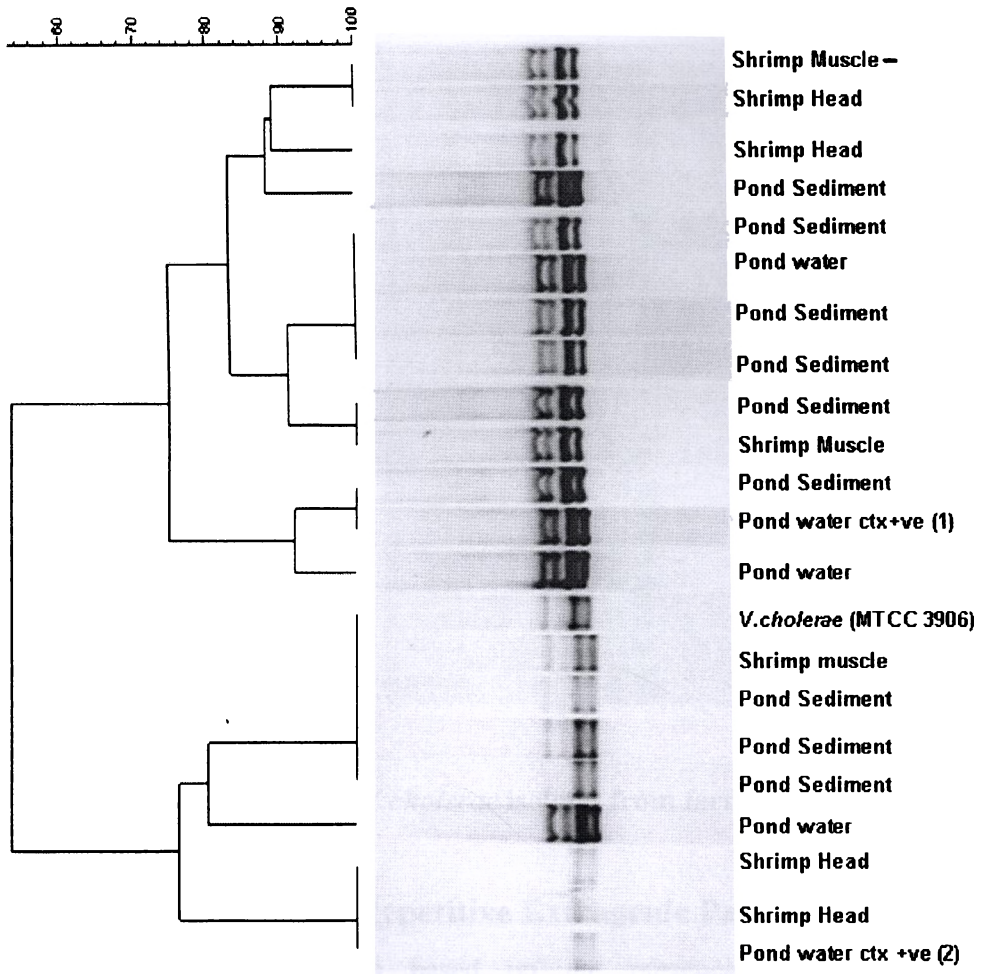 60 70 80 90 100
Shrimp Muscle–
Shrimp Head
Shrimp Head
Pond Sediment
Pond Sediment
Pond water
Pond Sediment
Pond Sediment
Pond Sediment
Shrimp Muscle
Pond Sediment
Pond water ctx+ve (1)
Pond water
V.cholerae (MTCC 3906)
Shrimp muscle
Pond Sediment
Pond Sediment
Pond Sediment
Pond water
Shrimp Head
Shrimp Head
Pond water ctx +ve (2)